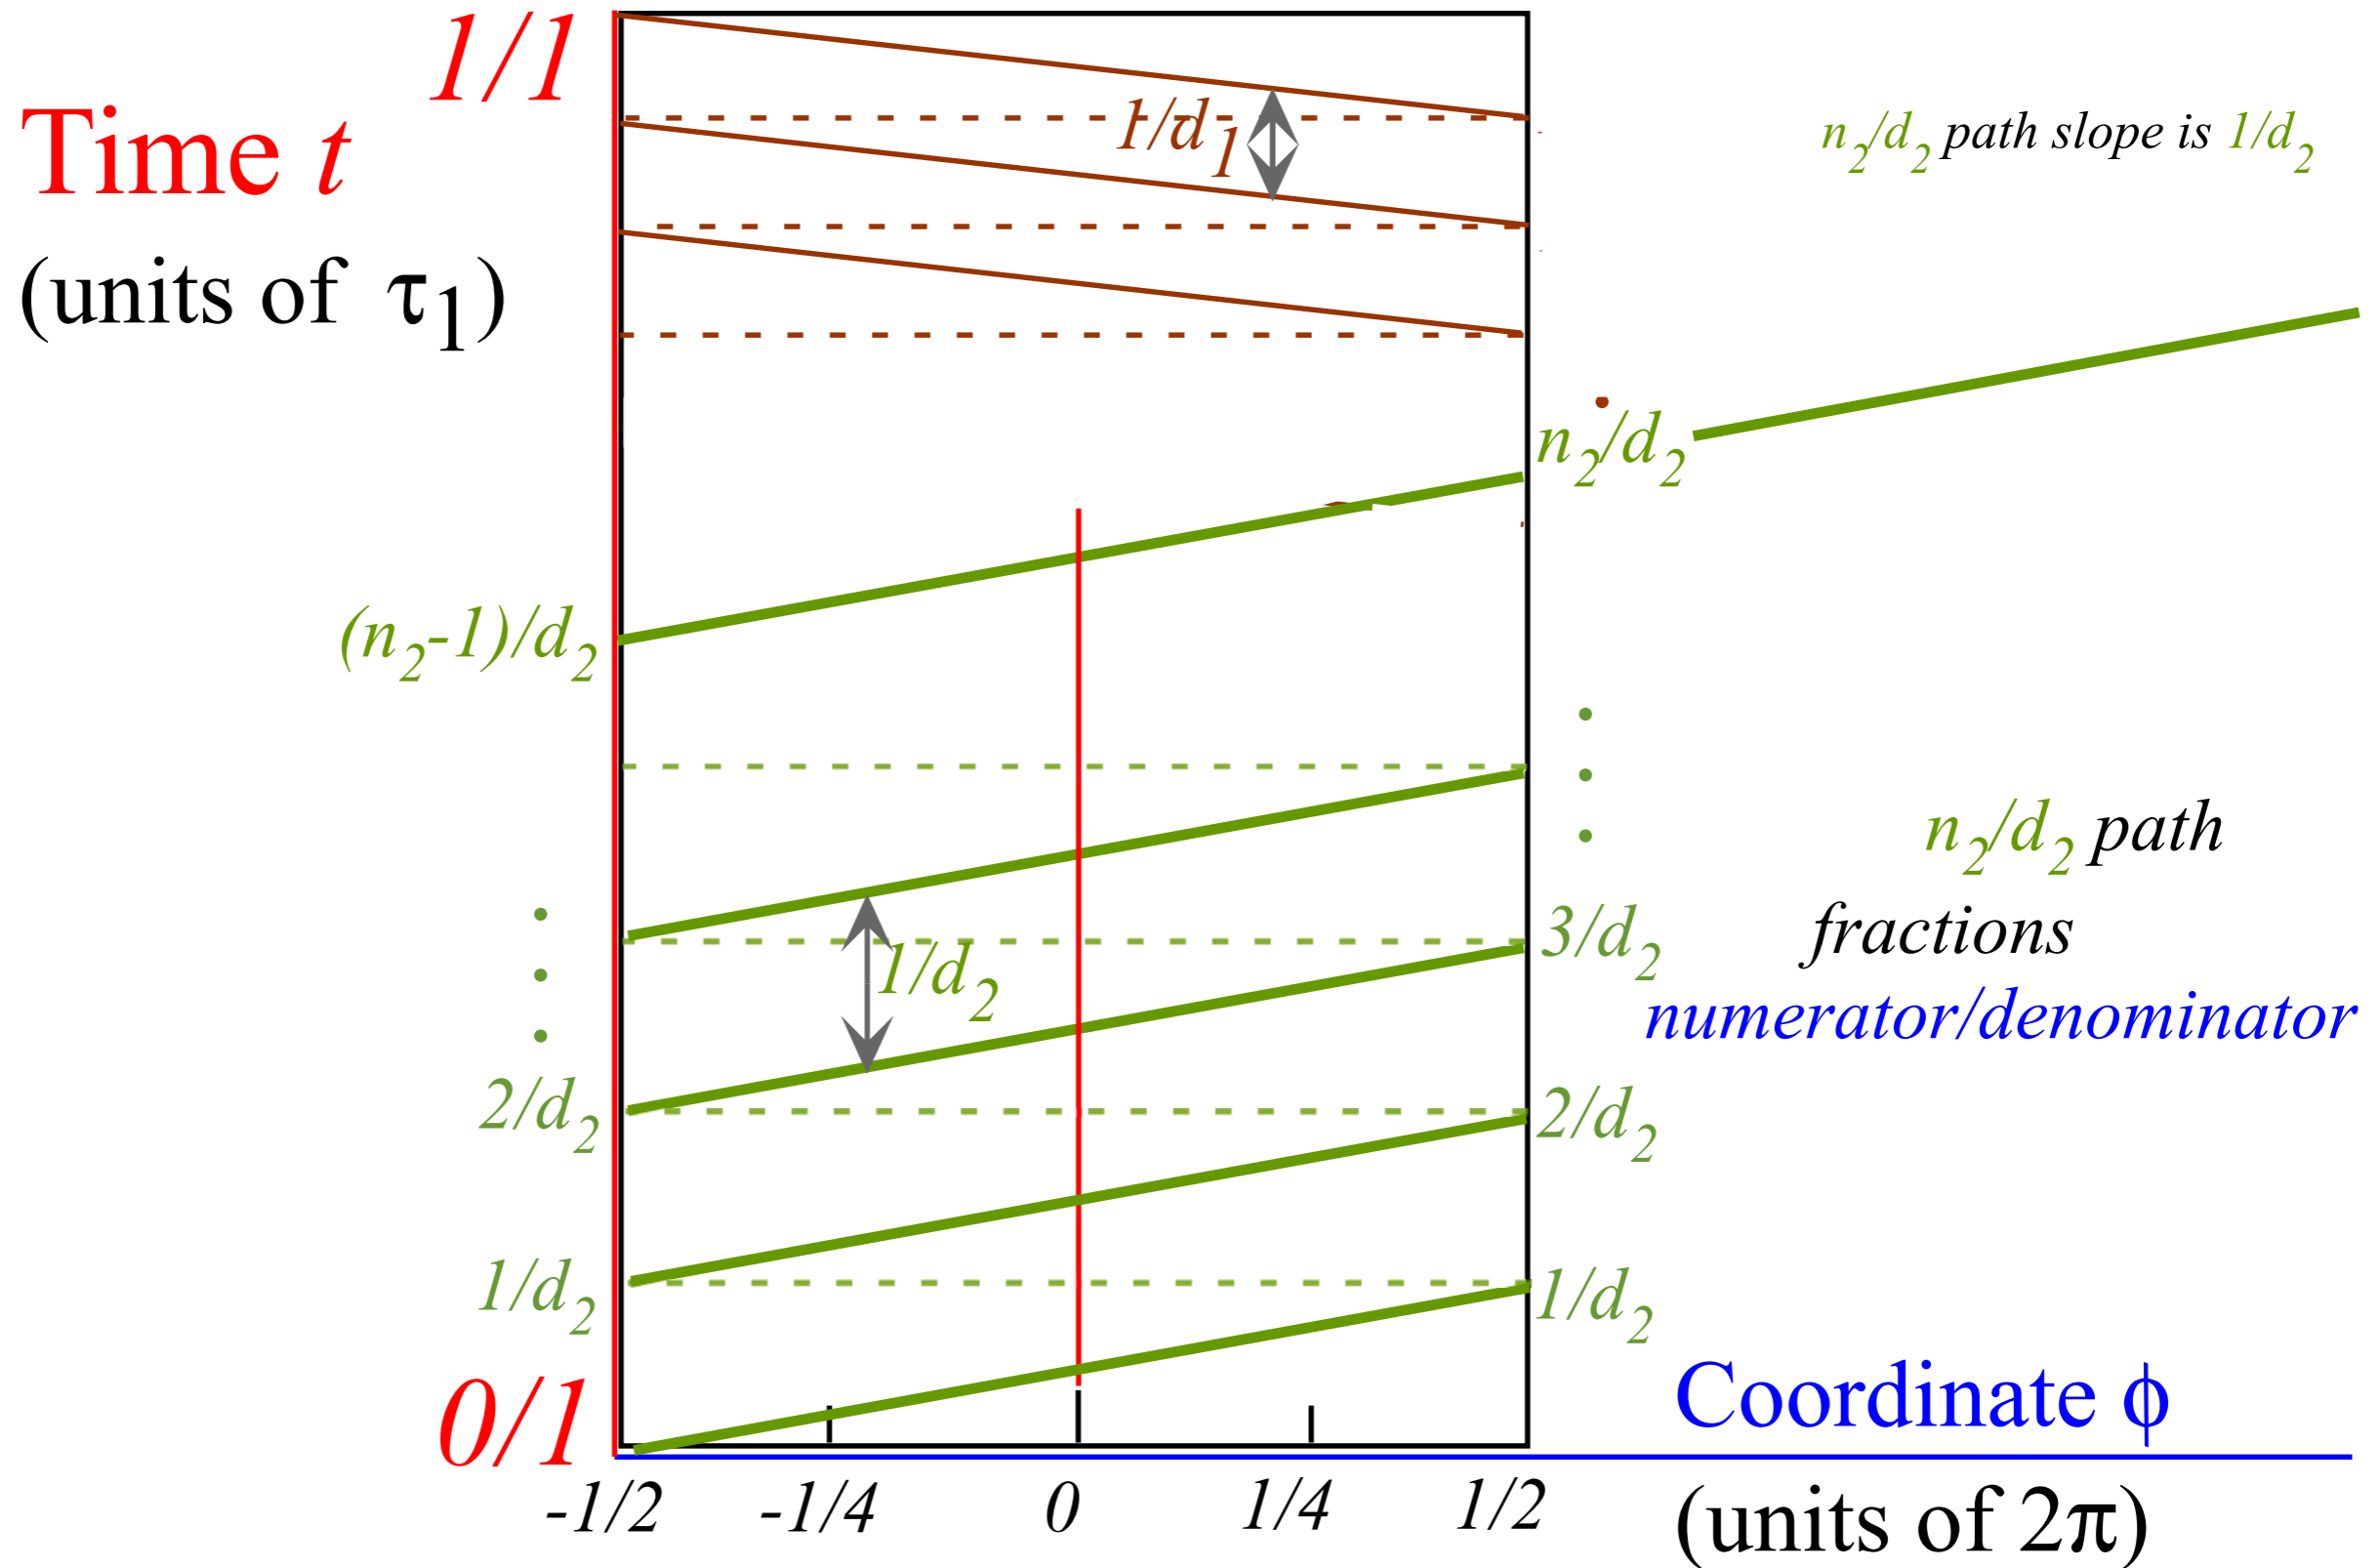 1/1
Time t
(units of τ1)
1/d1
n2/d2 path slope is 1/d2
n2/d2
(n2-1)/d2
n2/d2 path
fractions
numerator/denominator
1/d2
3/d2
2/d2
2/d2
1/d2
1/d2
0/1
Coordinate ϕ
(units of 2π)
-1/2 -1/4 0 1/4 1/2